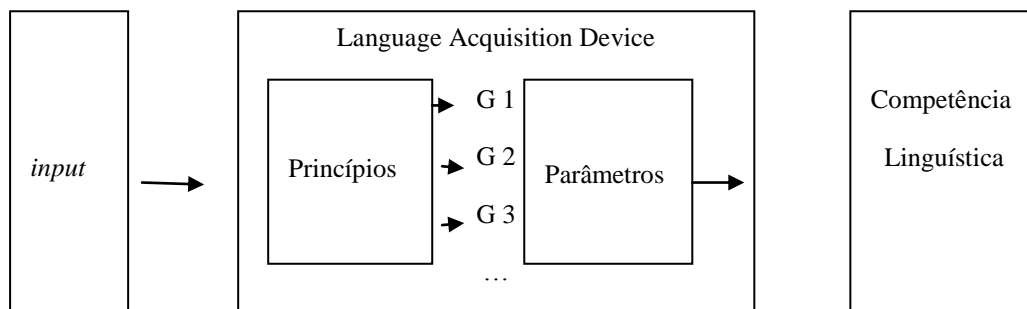 Language Acquisition Device
input
Princípios
G 1
G 2
G 3
…
Parâmetros
Competência
Linguística